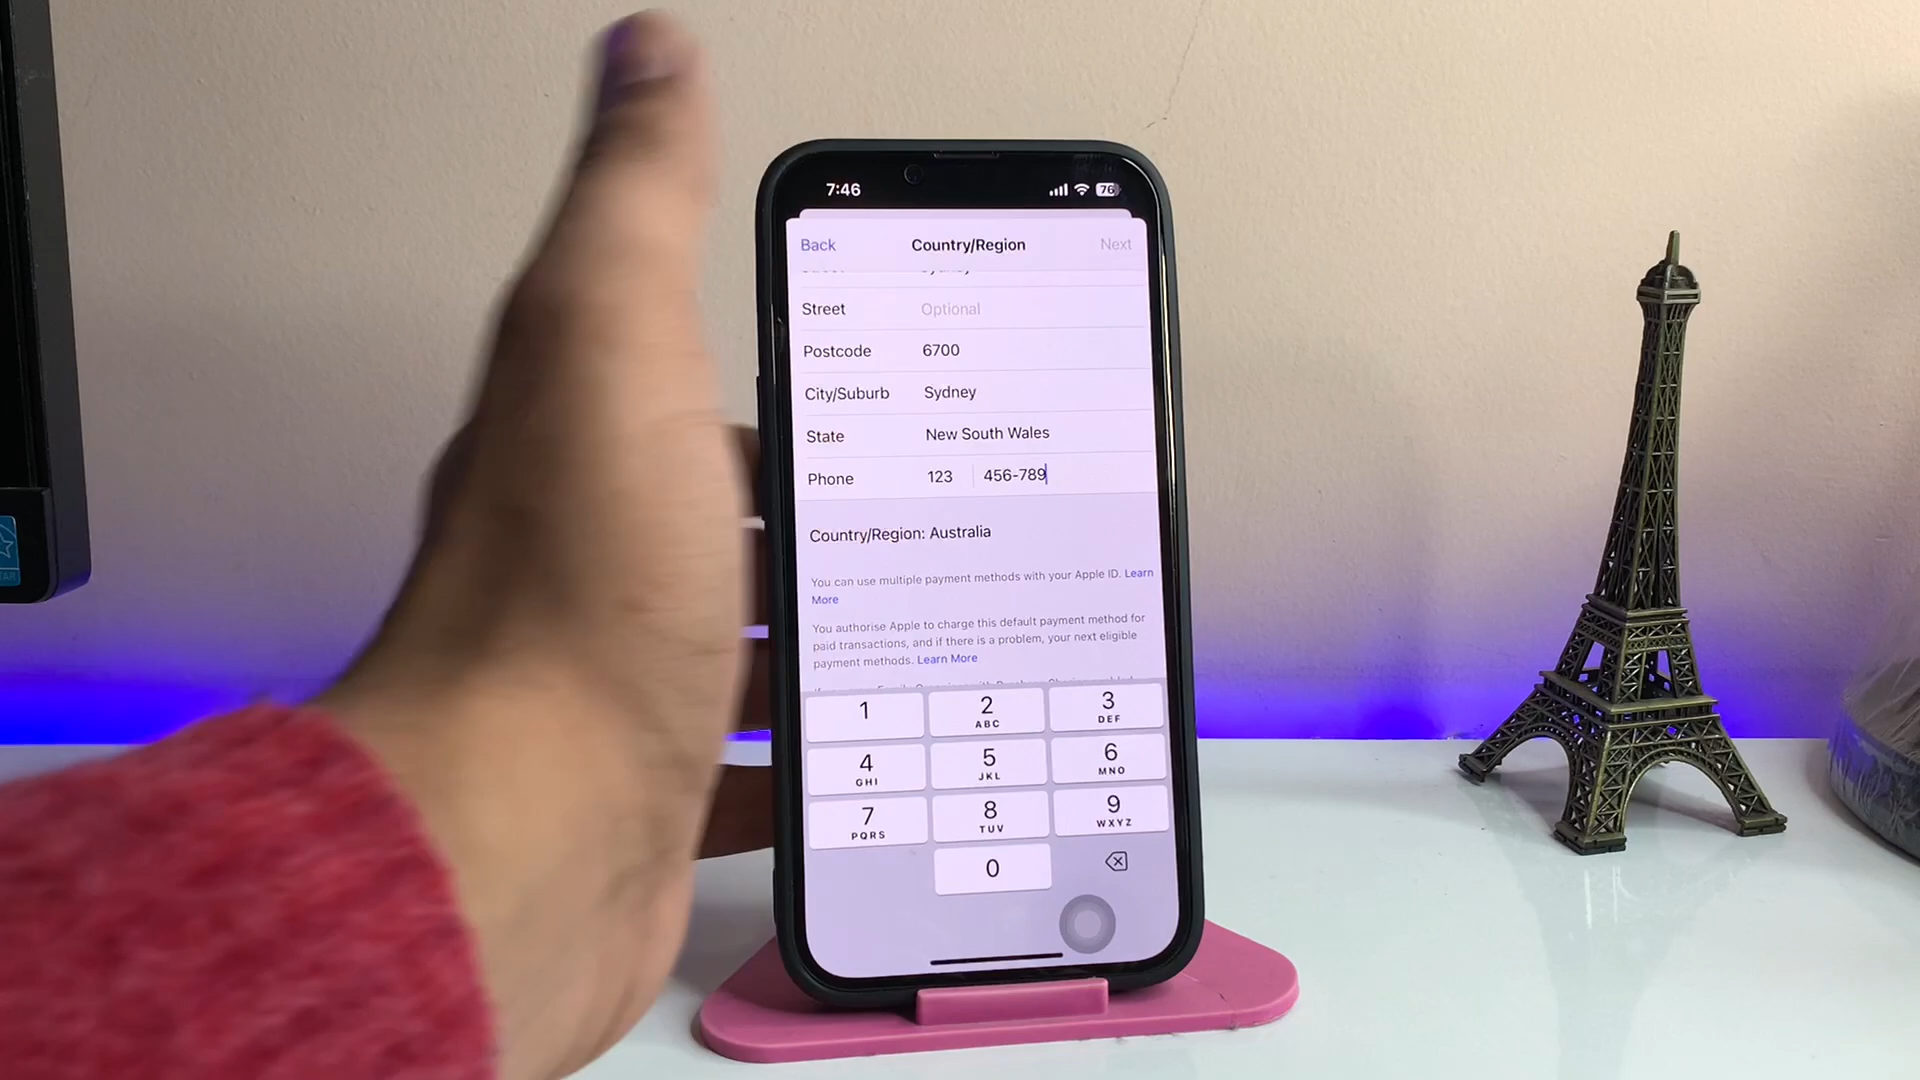 7:46
76
Back Country/Region Next
Street Optional
Postcode 6700
City/Suburb Sydney
State New South Wales
Phone 123 456-789
Country/Region: Australia
You can use multiple payment methods with your Apple ID. Learn
More
You authorise Apple to charge this default payment method for
paid transactions, and if there is a problem, your next eligible
payment methods. Learn More
1 2 3
ABC DEF
4 5 6
GHI JKL MNO
7 8 9
PQRS TUV WXYZ
0